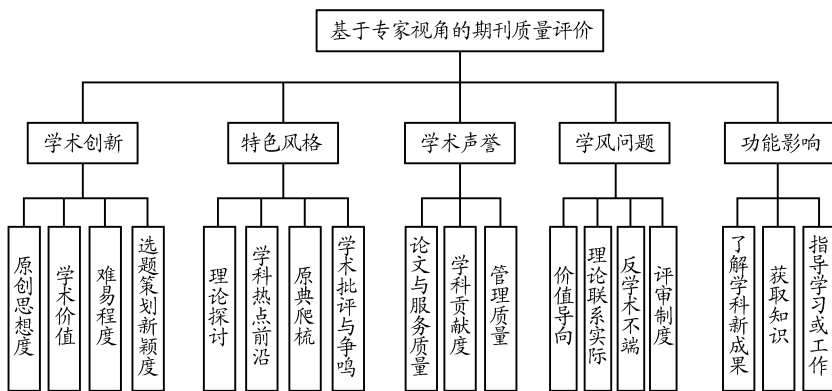 基于专家视角的期刊质量评价
学术创新
特色风格
学术声誉
学风问题
功能影响
原创思想度
学术价值
难易程度
选题策划新颖度
理论探讨
学科热点前沿
原典爬梳
学术批评与争鸣
论文与服务质量
学科贡献度
管理质量
价值导向
理论联系实际
反学术不端
评审制度
了解学科新成果
获取知识
指导学习或工作